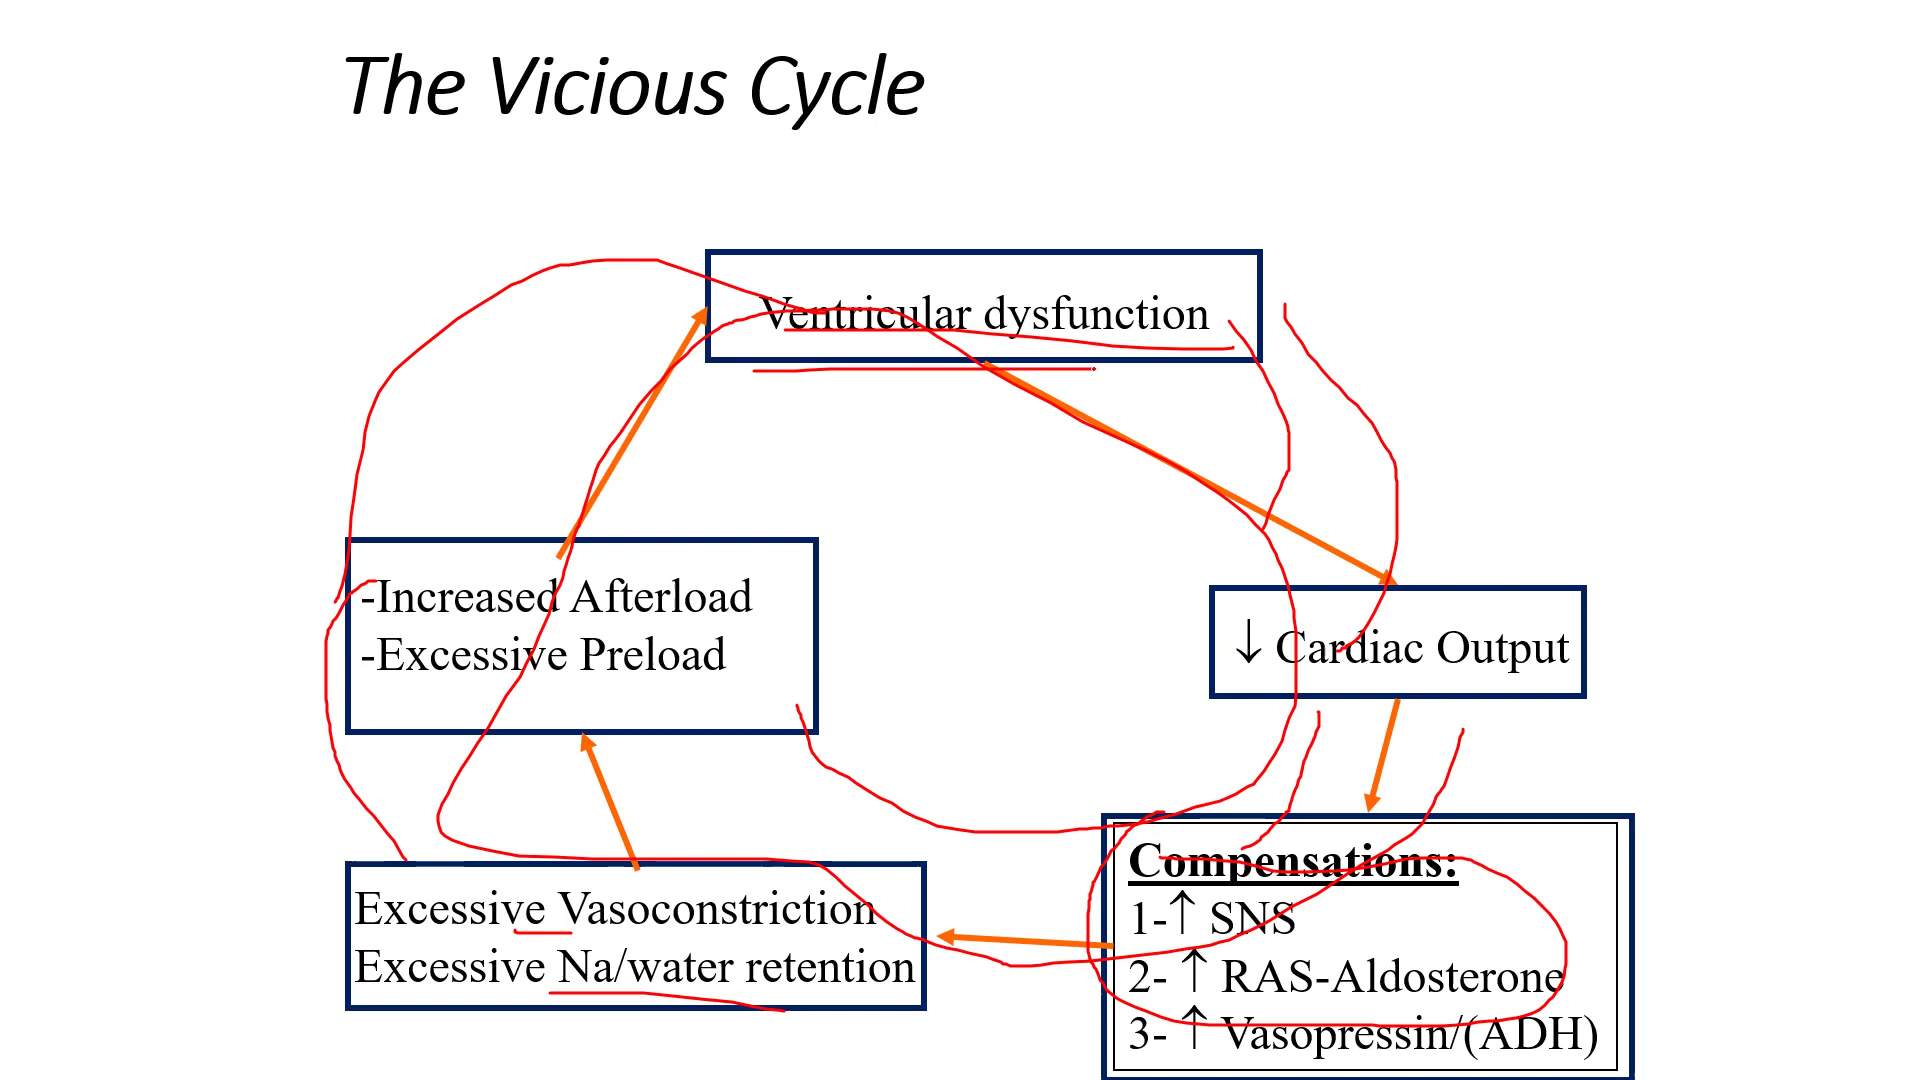 The Vicious Cycle
Ventricular dysfunction
-Increased Afterload
-Excessive Preload
↓ Cardiac Output
Excessive Vasoconstriction
Excessive Na/water retention
Compensations:
1-↑ SNS
2- ↑ RAS-Aldosterone
3- ↑ Vasopressin/(ADH)